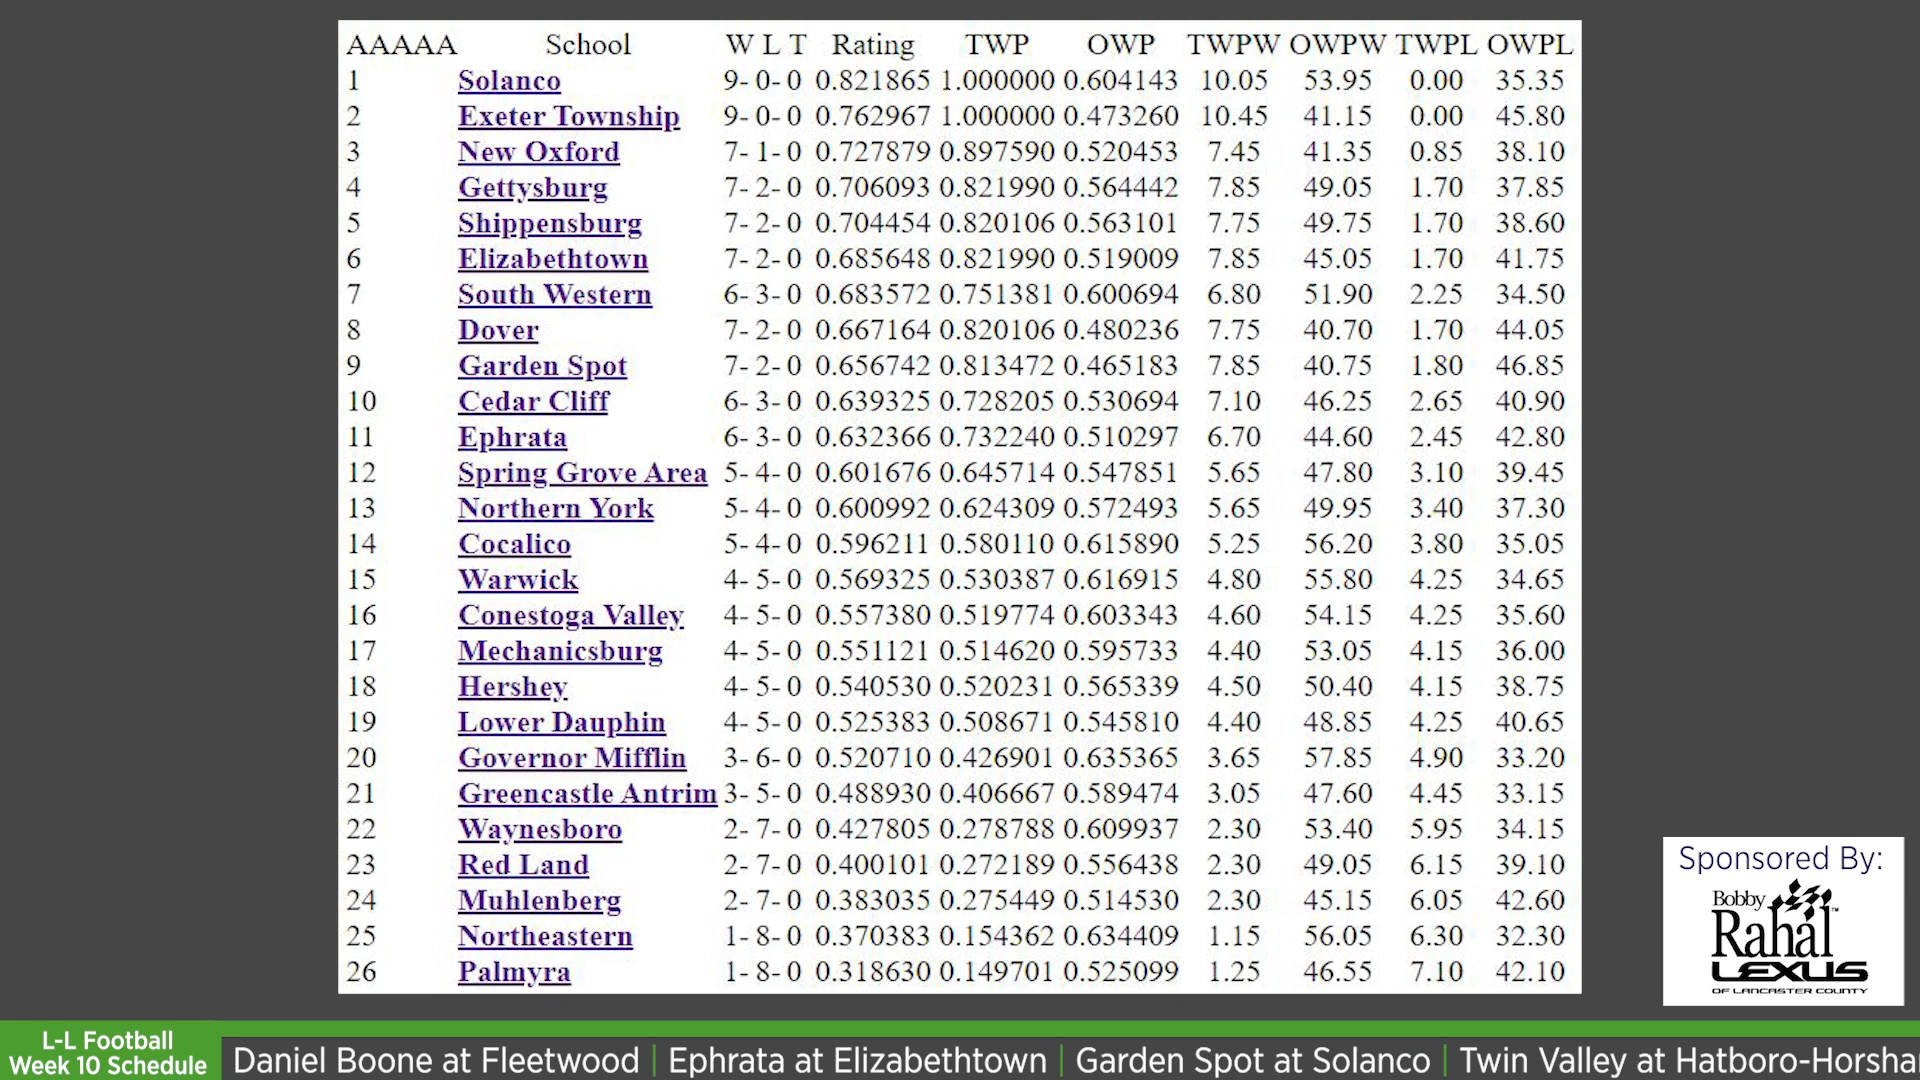 AAAAA School W L T Rating TWP OWP TWPW OWPW TWPL OWPL
1 Solanco 9- 0- 0 0.821865 1.000000 0.604143 10.05 53.95 0.00 35.35
2 Exeter Township 9- 0- 0 0.762967 1.000000 0.473260 10.45 41.15 0.00 45.80
3 New Oxford 7- 1- 0 0.727879 0.897590 0.520453 7.45 41.35 0.85 38.10
4 Gettysburg 7- 2- 0 0.706093 0.821990 0.564442 7.85 49.05 1.70 37.85
5 Shippensburg 7- 2- 0 0.704454 0.820106 0.563101 7.75 49.75 1.70 38.60
6 Elizabethtown 7- 2- 0 0.685648 0.821990 0.519009 7.85 45.05 1.70 41.75
7 South Western 6- 3- 0 0.683572 0.751381 0.600694 6.80 51.90 2.25 34.50
8 Dover 7- 2- 0 0.667164 0.820106 0.480236 7.75 40.70 1.70 44.05
9 Garden Spot 7- 2- 0 0.656742 0.813472 0.465183 7.85 40.75 1.80 46.85
10 Cedar Cliff 6- 3- 0 0.639325 0.728205 0.530694 7.10 46.25 2.65 40.90
11 Ephrata 6- 3- 0 0.632366 0.732240 0.510297 6.70 44.60 2.45 42.80
12 Spring Grove Area 5- 4- 0 0.601676 0.645714 0.547851 5.65 47.80 3.10 39.45
13 Northern York 5- 4- 0 0.600992 0.624309 0.572493 5.65 49.95 3.40 37.30
14 Cocalico 5- 4- 0 0.596211 0.580110 0.615890 5.25 56.20 3.80 35.05
15 Warwick 4- 5- 0 0.569325 0.530387 0.616915 4.80 55.80 4.25 34.65
16 Conestoga Valley 4- 5- 0 0.557380 0.519774 0.603343 4.60 54.15 4.25 35.60
17 Mechanicsburg 4- 5- 0 0.551121 0.514620 0.595733 4.40 53.05 4.15 36.00
18 Hershey 4- 5- 0 0.540530 0.520231 0.565339 4.50 50.40 4.15 38.75
19 Lower Dauphin 4- 5- 0 0.525383 0.508671 0.545810 4.40 48.85 4.25 40.65
20 Governor Mifflin 3- 6- 0 0.520710 0.426901 0.635365 3.65 57.85 4.90 33.20
21 Greencastle Antrim 3- 5- 0 0.488930 0.406667 0.589474 3.05 47.60 4.45 33.15
22 Waynesboro 2- 7- 0 0.427805 0.278788 0.609937 2.30 53.40 5.95 34.15
23 Red Land 2- 7- 0 0.400101 0.272189 0.556438 2.30 49.05 6.15 39.10
24 Muhlenberg 2- 7- 0 0.383035 0.275449 0.514530 2.30 45.15 6.05 42.60
25 Northeastern 1- 8- 0 0.370383 0.154362 0.634409 1.15 56.05 6.30 32.30
26 Palmyra 1- 8- 0 0.318630 0.149701 0.525099 1.25 46.55 7.10 42.10
Sponsored By:
Bobby
Rahal™
LEXUS
OF LANCASTER COUNTY
L-L Football
Week 10 Schedule
Daniel Boone at Fleetwood | Ephrata at Elizabethtown | Garden Spot at Solanco | Twin Valley at Hatboro-Horsha